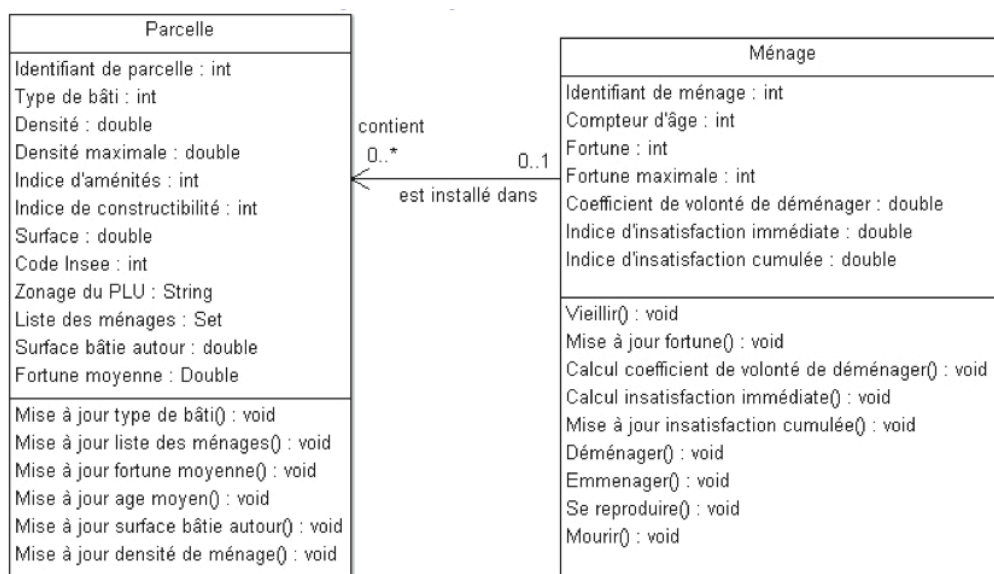 Parcelle
Identifiant de parcelle : int
Type de bâti : int
Densité : double
Densité maximale : double
Indice d'aménités : int
Indice de constructibilité : int
Surface : double
Code Insee : int
Zonage du PLU : String
Liste des ménages : Set
Surface bâtie autour : double
Fortune moyenne : Double
Mise à jour type de bâti() : void
Mise à jour liste des ménages() : void
Mise à jour fortune moyenne() : void
Mise à jour age moyen() : void
Mise à jour surface bâtie autour() : void
Mise à jour densité de ménage() : void
contient
0..*
0..1
est installé dans
Ménage
Identifiant de ménage : int
Compteur d'âge : int
Fortune : int
Fortune maximale : int
Coefficient de volonté de déménager : double
Indice d'insatisfaction immédiate : double
Indice d'insatisfaction cumulée : double
Vieillir() : void
Mise à jour fortune() : void
Calcul coefficient de volonté de déménager() : void
Calcul insatisfaction immédiate() : void
Mise à jour insatisfaction cumulée() : void
Déménager() : void
Emmenager() : void
Se reproduire() : void
Mourir() : void